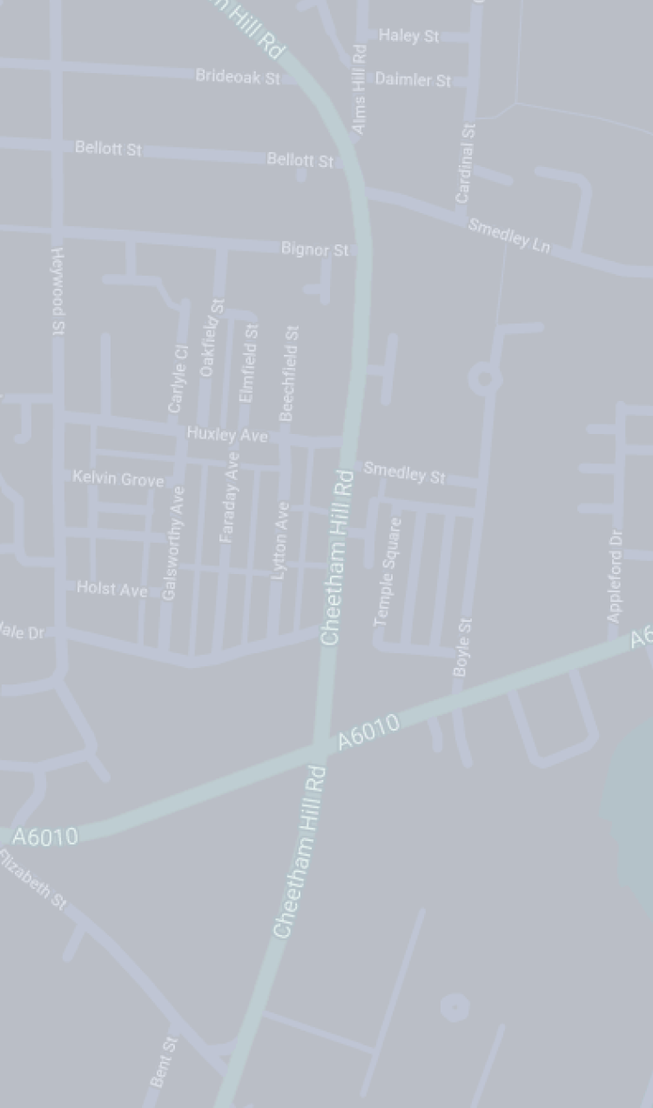 Hill Rd
Haley St
Alms Hill Rd
Brideoak St
Daimler St
Bellott St
Bellott St
Cardinal St
Smedley Ln
Bignor St
Heywood St
Carlyle Cl
Oakfield St
Elmfield St
Beechfield St
Huxley Ave
Kelvin Grove
Smedley St
Galsworthy Ave
Faraday Ave
Lytton Ave
Cheetham Hill Rd
Temple Square
Appleford Dr
Holst Ave
Dr
Boyle St
A6010
A6010
Cheetham Hill Rd
Elizabeth St
Bent St